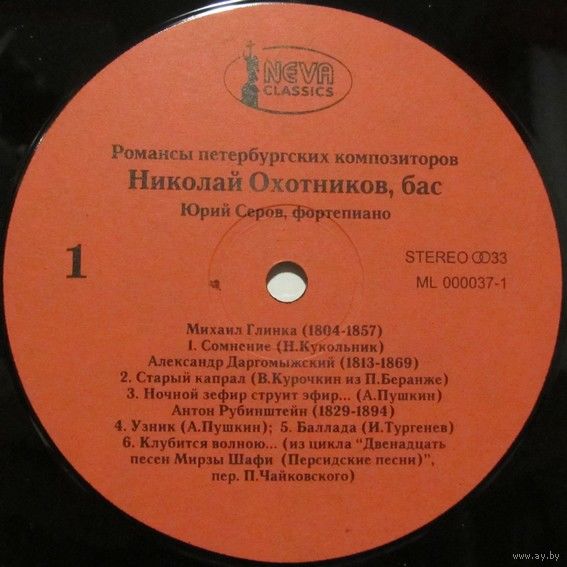 NEVA
CLASSICS
Романсы петербургских композиторов
Николай Охотников, бас
Юрий Серов, фортепиано
1
STEREO 33
ML 000037-1
Михаил Глинка (1804-1857)
1. Сомнение (Н.Кукольник)
Александр Даргомыжский (1813-1869)
2. Старый капрал (В.Курочкин из П.Беранже)
3. Ночной зефир струит эфир... (А.Пушкин)
Антон Рубинштейн (1829-1894)
4. Узник (А.Пушкин); 5. Баллада (И.Тургенев)
6. Клубится волною... (из цикла "Двенадцать
песен Мирзы Шафи (Персидские песни)",
пер. П.Чайковского)
www.ay.by